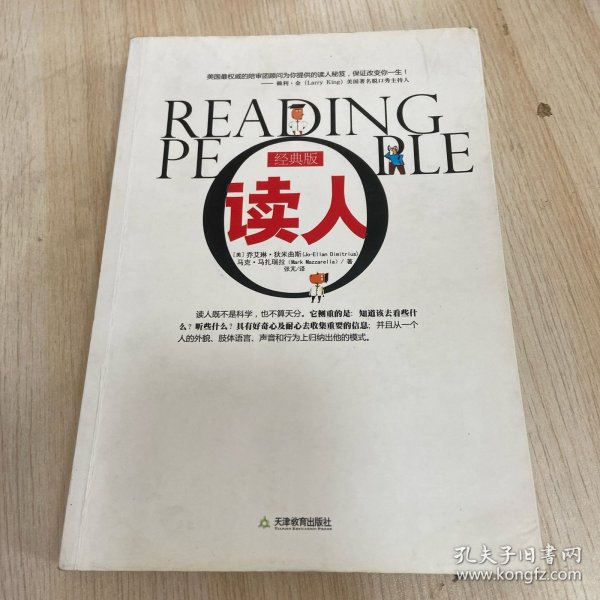 美国最权威的陪审团顾问为你提供的读人秘笈，保证改变你一生！
——赖利·金（Larry King）美国著名脱口秀主持人
READING
PEOPLE
经典版
读人
［美］乔艾琳·狄米曲斯(Jo-Ellan Dimitrius)
马克·马扎瑞拉（Mark Mazzarella）/著
张芃/译
读人既不是科学，也不算天分。它侧重的是：知道该去看些什
么？听些什么？具有好奇心及耐心去收集重要的信息；并且从一个
人的外貌、肢体语言、声音和行为上归纳出他的模式。
天津教育出版社
TIANJIN EDUCATION PRESS
孔夫子旧书网
www.kongfz.com